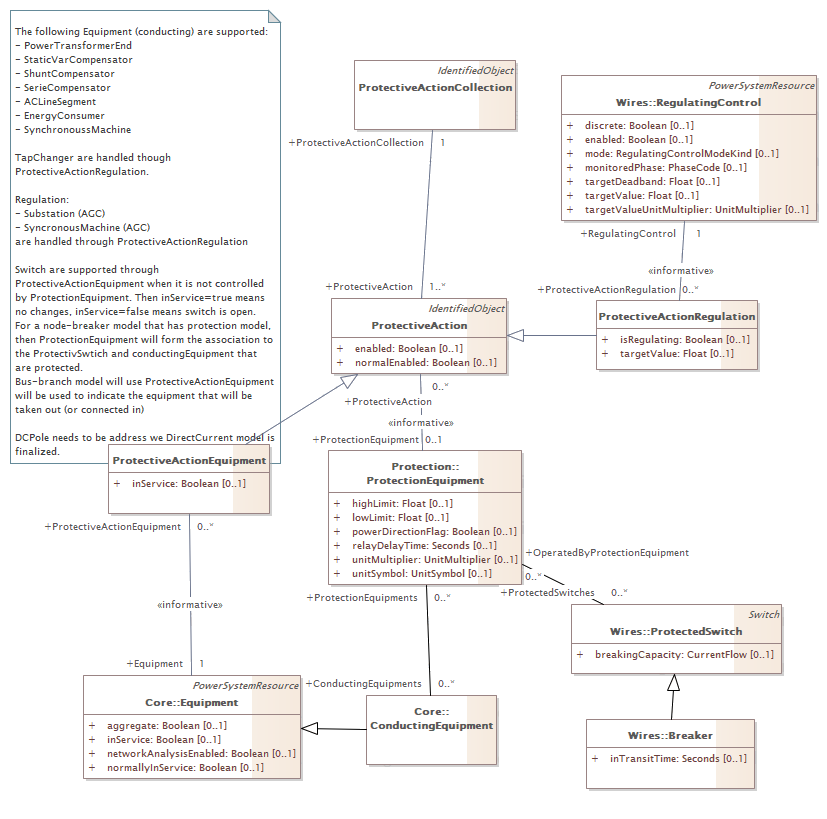 The following Equipment (conducting) are supported:
- PowerTransformerEnd
- StaticVarCompensator
- ShuntCompensator
- SerieCompensator
- ACLineSegment
- EnergyConsumer
- SynchronoussMachine
TapChanger are handled though
ProtectiveActionRegulation.
Regulation:
- Substation (AGC)
- SyncronousMachine (AGC)
are handled through ProtectiveActionRegulation
Switch are supported through
ProtectiveActionEquipment when it is not controlled
by ProtectionEquipment. Then inService=true means
no changes, inService=false means switch is open.
For a node-breaker model that has protection model,
then ProtectionEquipment will form the association to
the ProtectivSwtich and conductingEquipment that
are protected.
Bus-branch model will use ProtectiveActionEquipment
will be used to indicate the equipment that will be
taken out (or connected in)
DCPole needs to be address we DirectCurrent model is
finalized.
IdentifiedObject
ProtectiveActionCollection
+ProtectiveActionCollection 1
PowerSystemResource
Wires::RegulatingControl
+ discrete: Boolean [0..1]
+ enabled: Boolean [0..1]
+ mode: RegulatingControlModeKind [0..1]
+ monitoredPhase: PhaseCode [0..1]
+ targetDeadband: Float [0..1]
+ targetValue: Float [0..1]
+ targetValueUnitMultiplier: UnitMultiplier [0..1]
+RegulatingControl 1
«informative»
+ProtectiveActionRegulation 0..*
+ProtectiveAction 1..*
IdentifiedObject
ProtectiveAction
+ enabled: Boolean [0..1]
+ normalEnabled: Boolean [0..1]
ProtectiveActionRegulation
+ isRegulating: Boolean [0..1]
+ targetValue: Float [0..1]
0..*
+ProtectiveAction
«informative»
+ProtectionEquipment 0..1
ProtectiveActionEquipment
+ inService: Boolean [0..1]
+ProtectiveActionEquipment 0..*
«informative»
+Equipment 1
Protection::
ProtectionEquipment
+ highLimit: Float [0..1]
+ lowLimit: Float [0..1]
+ powerDirectionFlag: Boolean [0..1]
+ relayDelayTime: Seconds [0..1]
+ unitMultiplier: UnitMultiplier [0..1]
+ unitSymbol: UnitSymbol [0..1]
+OperatedByProtectionEquipment
0..*
+ProtectedSwitches 0..*
+ProtectionEquipments 0..*
+ConductingEquipments 0..*
Switch
Wires::ProtectedSwitch
+ breakingCapacity: CurrentFlow [0..1]
PowerSystemResource
Core::Equipment
+ aggregate: Boolean [0..1]
+ inService: Boolean [0..1]
+ networkAnalysisEnabled: Boolean [0..1]
+ normallyInService: Boolean [0..1]
Core::
ConductingEquipment
Wires::Breaker
+ inTransitTime: Seconds [0..1]